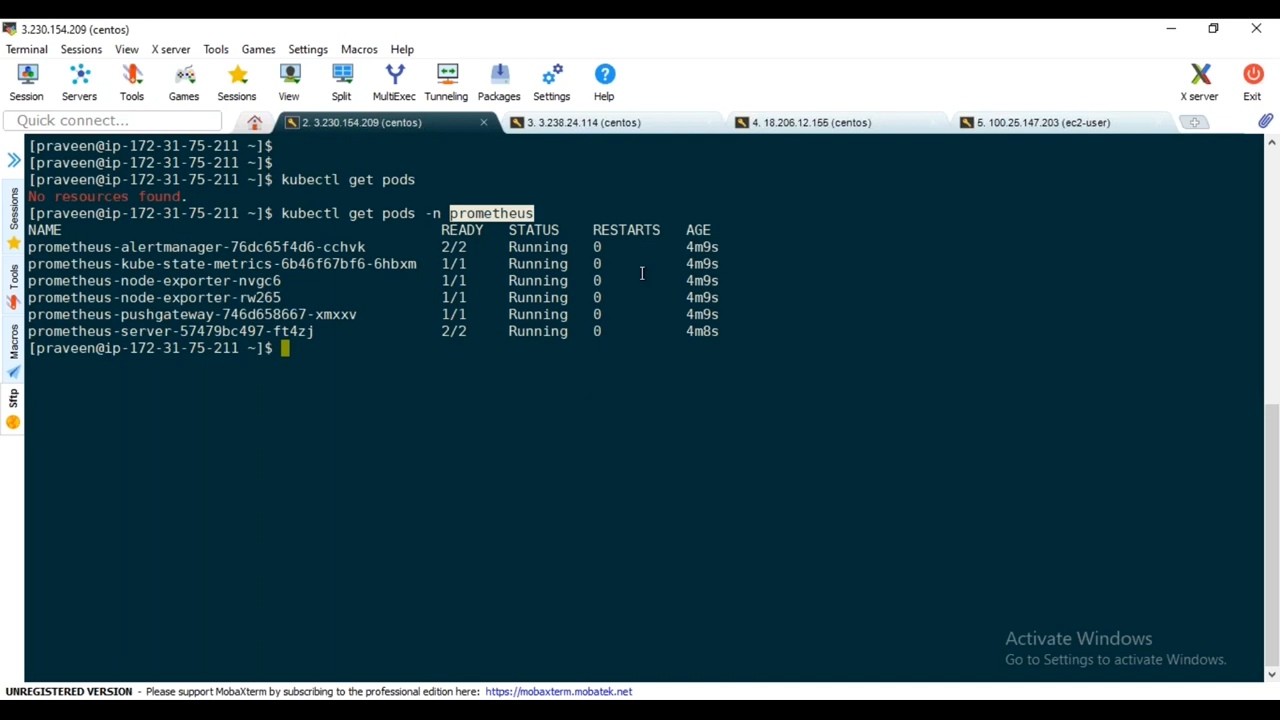 3.230.154.209 (centos)
Terminal Sessions View X server Tools Games Settings Macros Help
Session Servers Tools Games Sessions View Split MultiExec Tunneling Packages Settings Help X server Exit
Quick connect...
2. 3.230.154.209 (centos)
3. 3.238.24.114 (centos)
4. 18.206.12.155 (centos)
5. 100.25.147.203 (ec2-user)
Sessions
Tools
Macros
Sftp
[praveen@ip-172-31-75-211 ~]$
[praveen@ip-172-31-75-211 ~]$
[praveen@ip-172-31-75-211 ~]$ kubectl get pods
No resources found.
[praveen@ip-172-31-75-211 ~]$ kubectl get pods -n prometheus
NAME READY STATUS RESTARTS AGE
prometheus-alertmanager-76dc65f4d6-cchvk 2/2 Running 0 4m9s
prometheus-kube-state-metrics-6b46f67bf6-6hbxm 1/1 Running 0 4m9s
prometheus-node-exporter-nvgc6 1/1 Running 0 4m9s
prometheus-node-exporter-rw265 1/1 Running 0 4m9s
prometheus-pushgateway-746d658667-xmxxv 1/1 Running 0 4m9s
prometheus-server-57479bc497-ft4zj 2/2 Running 0 4m8s
[praveen@ip-172-31-75-211 ~]$
Activate Windows
Go to Settings to activate Windows.
UNREGISTERED VERSION - Please support MobaXterm by subscribing to the professional edition here: https://mobaxterm.mobatek.net